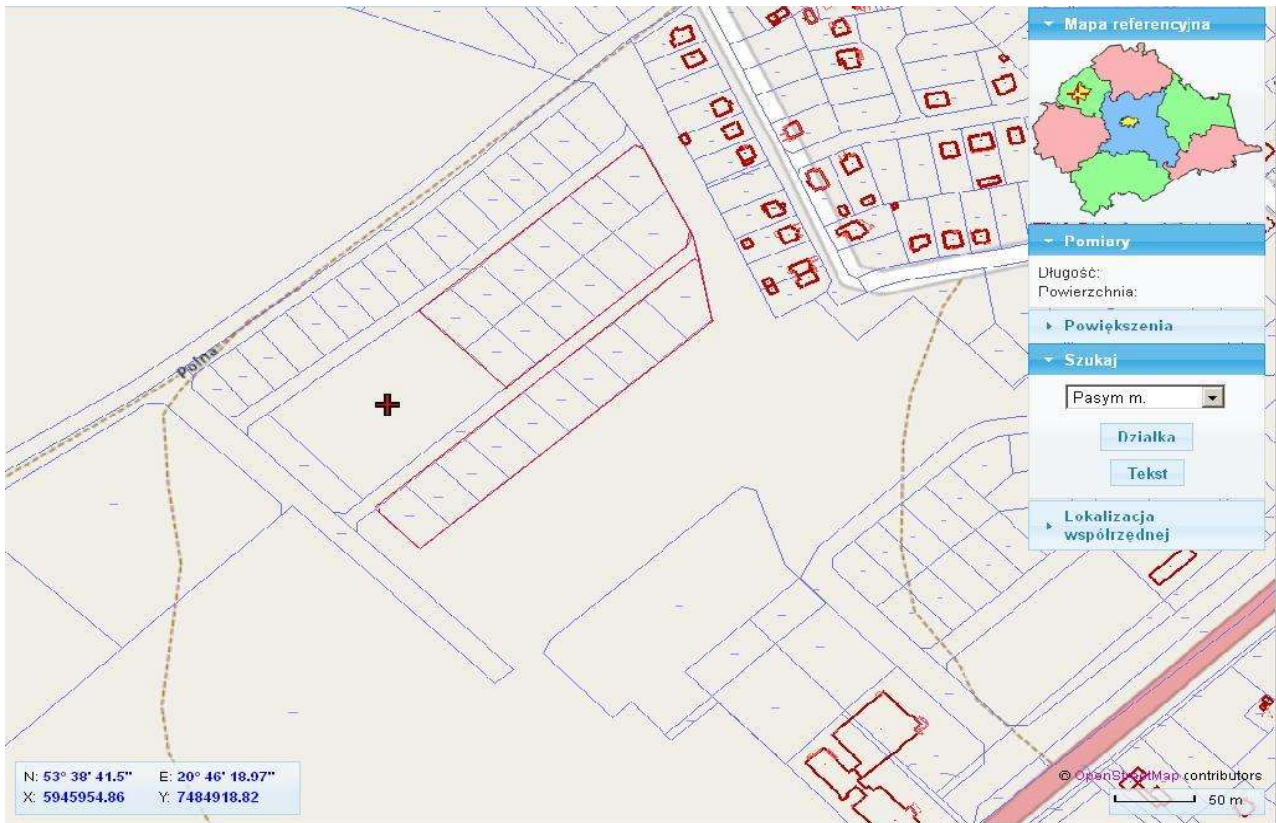 Mapa referencyjna
Pomiary
Długość:
Powierzchnia:
Powiększenia
Szukaj
Pasym m.
Działka
Tekst
Lokalizacja
współrzędnej
Polna
N: 53° 38' 41.5" E: 20° 46' 18.97"
X: 5945954.86 Y: 7484918.82
© OpenStreetMap contributors
50 m